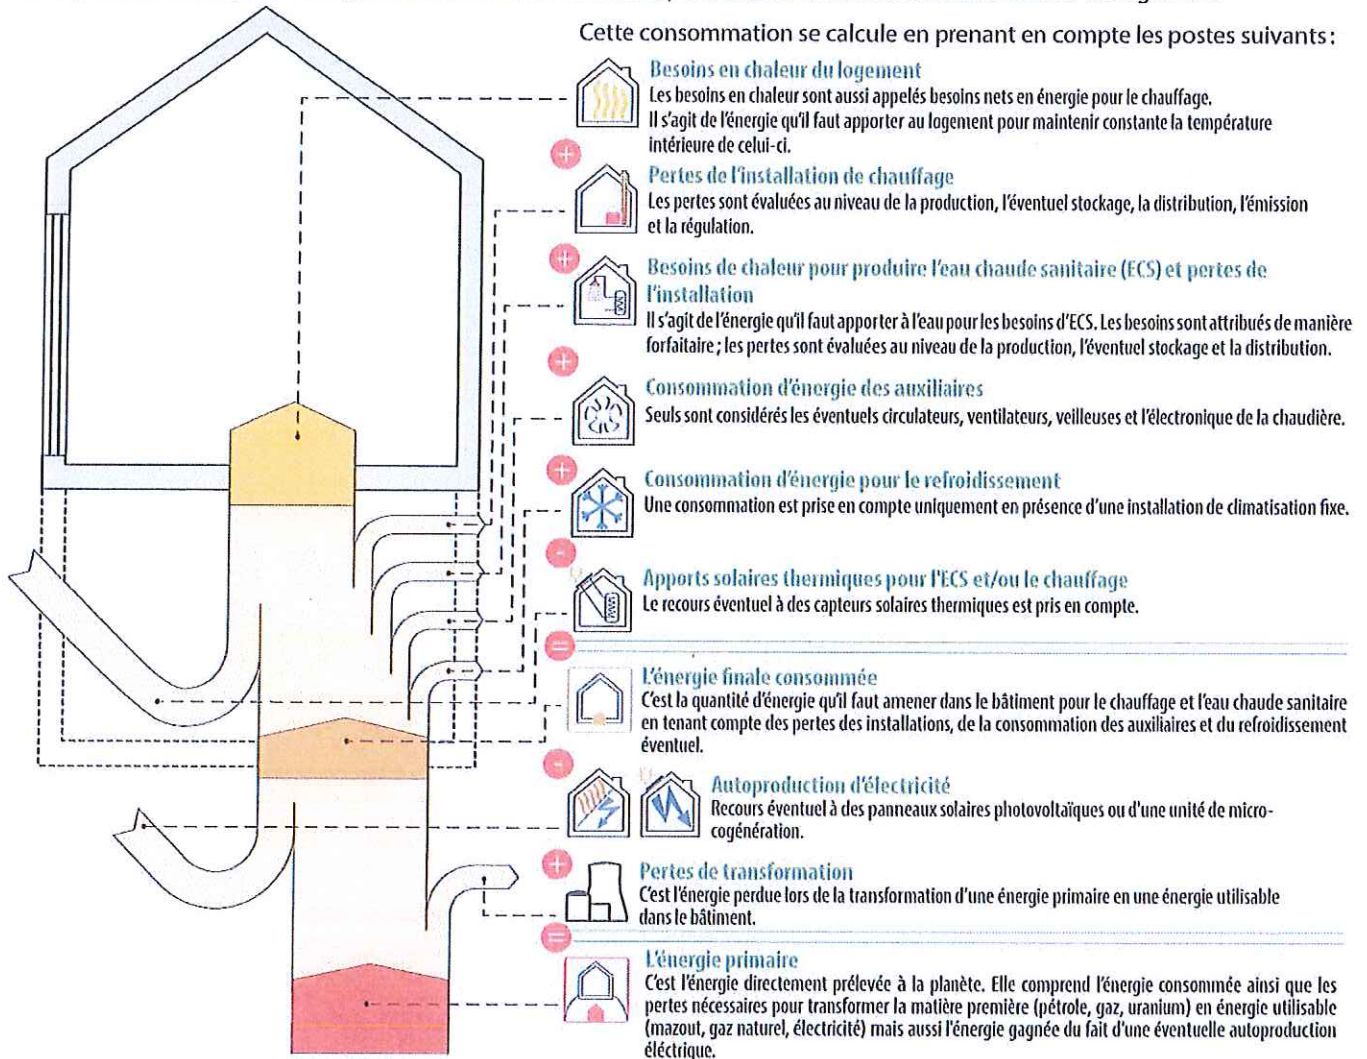 Cette consommation se calcule en prenant en compte les postes suivants :
Besoins en chaleur du logement
Les besoins en chaleur sont aussi appelés besoins nets en énergie pour le chauffage.
Il s'agit de l'énergie qu'il faut apporter au logement pour maintenir constante la température
intérieure de celui-ci.
+
Pertes de l'installation de chauffage
Les pertes sont évaluées au niveau de la production, l'éventuel stockage, la distribution, l'émission
et la régulation.
+
Besoins de chaleur pour produire l'eau chaude sanitaire (ECS) et pertes de
l'installation
Il s'agit de l'énergie qu'il faut apporter à l'eau pour les besoins d'ECS. Les besoins sont attribués de manière
forfaitaire ; les pertes sont évaluées au niveau de la production, l'éventuel stockage et la distribution.
+
Consommation d'énergie des auxiliaires
Seuls sont considérés les éventuels circulateurs, ventilateurs, veilleuses et l'électronique de la chaudière.
+
Consommation d'énergie pour le refroidissement
Une consommation est prise en compte uniquement en présence d'une installation de climatisation fixe.
-
Apports solaires thermiques pour l'ECS et/ou le chauffage
Le recours éventuel à des capteurs solaires thermiques est pris en compte.
=
L'énergie finale consommée
C'est la quantité d'énergie qu'il faut amener dans le bâtiment pour le chauffage et l'eau chaude sanitaire
en tenant compte des pertes des installations, de la consommation des auxiliaires et du refroidissement
éventuel.
-
Autoproduction d'électricité
Recours éventuel à des panneaux solaires photovoltaïques ou d'une unité de micro-
cogénération.
+
Pertes de transformation
C'est l'énergie perdue lors de la transformation d'une énergie primaire en une énergie utilisable
dans le bâtiment.
=
L'énergie primaire
C'est l'énergie directement prélevée à la planète. Elle comprend l'énergie consommée ainsi que les
pertes nécessaires pour transformer la matière première (pétrole, gaz, uranium) en énergie utilisable
(mazout, gaz naturel, électricité) mais aussi l'énergie gagnée du fait d'une éventuelle autoproduction
éléctrique.